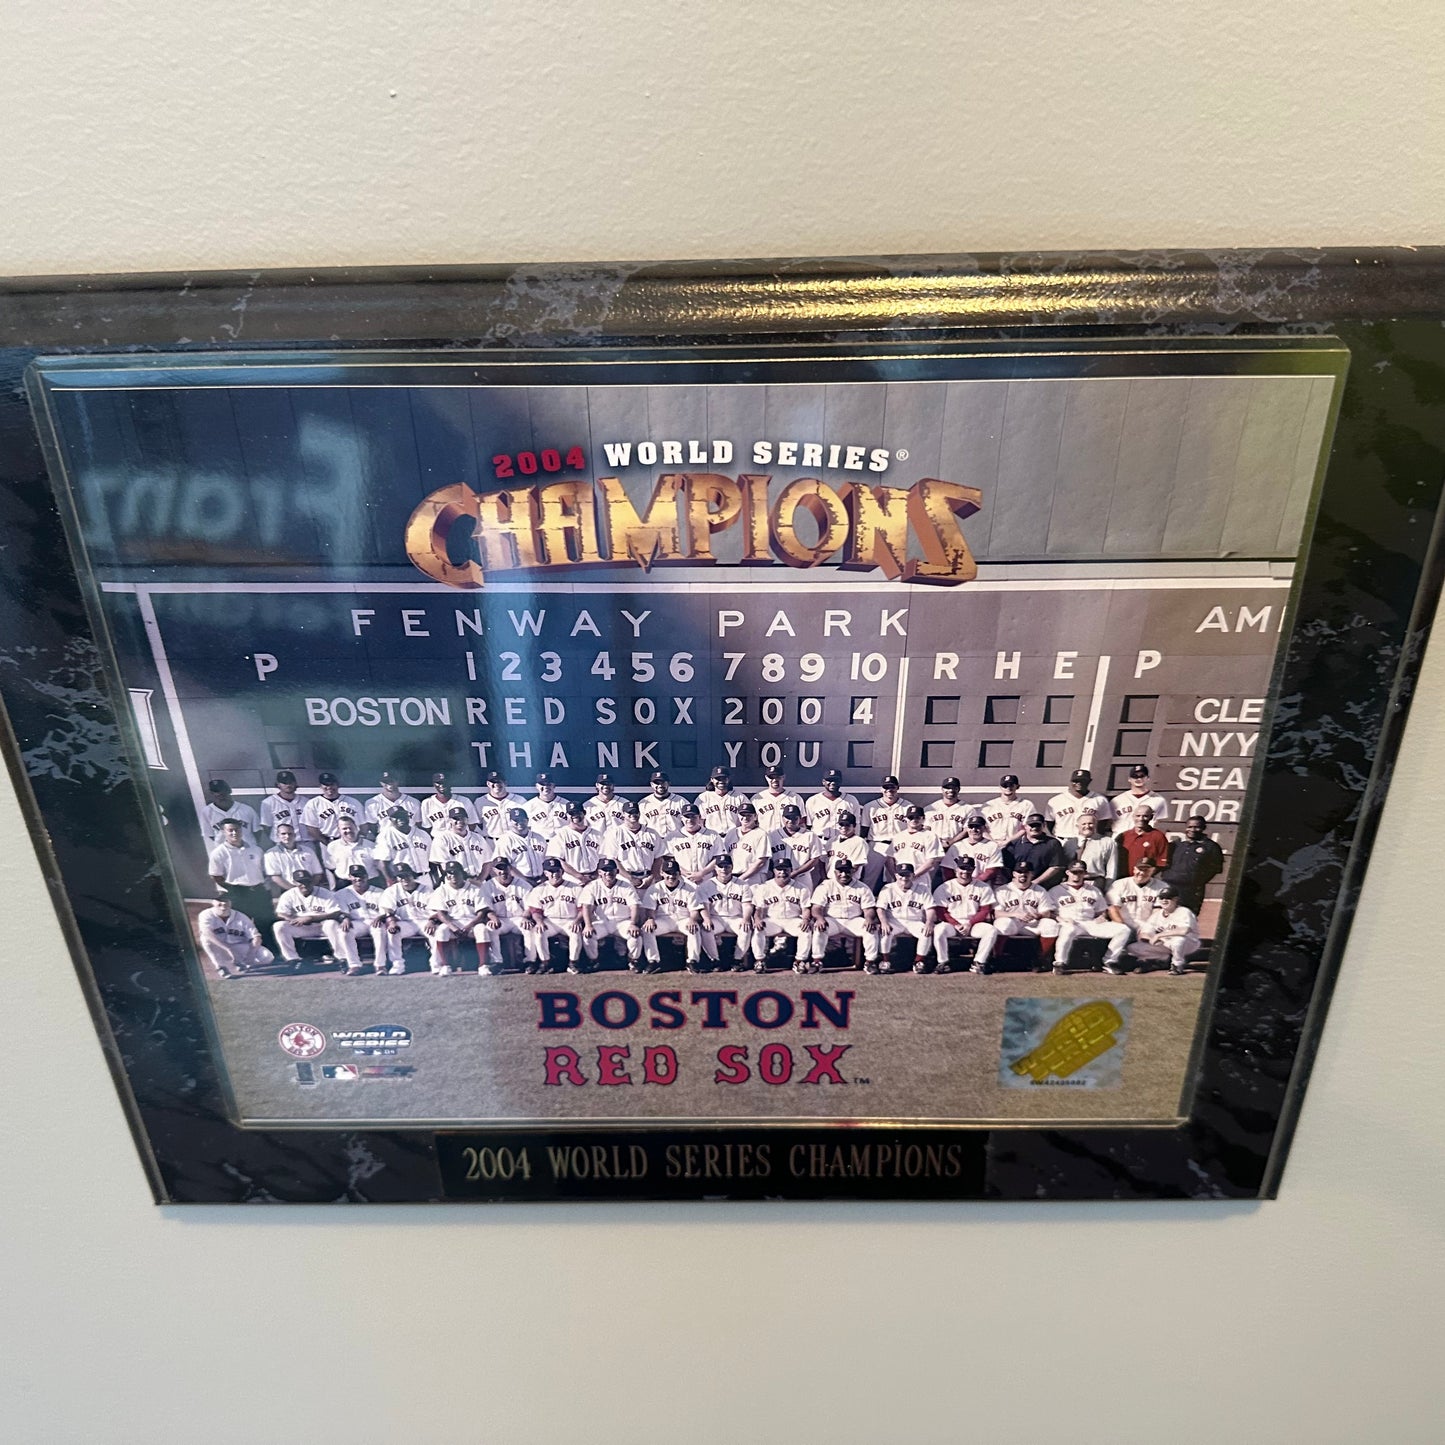 2004 WORLD SERIES®
CHAMPIONS
FENWAY PARK AM
P 1 2 3 4 5 6 7 8 9 10 R H E P
BOSTON RED SOX 2004 CLE
THANK YOU NYY
SEA
TOR
BOSTON
RED SOX™
WORLD
SERIES
2004 WORLD SERIES CHAMPIONS